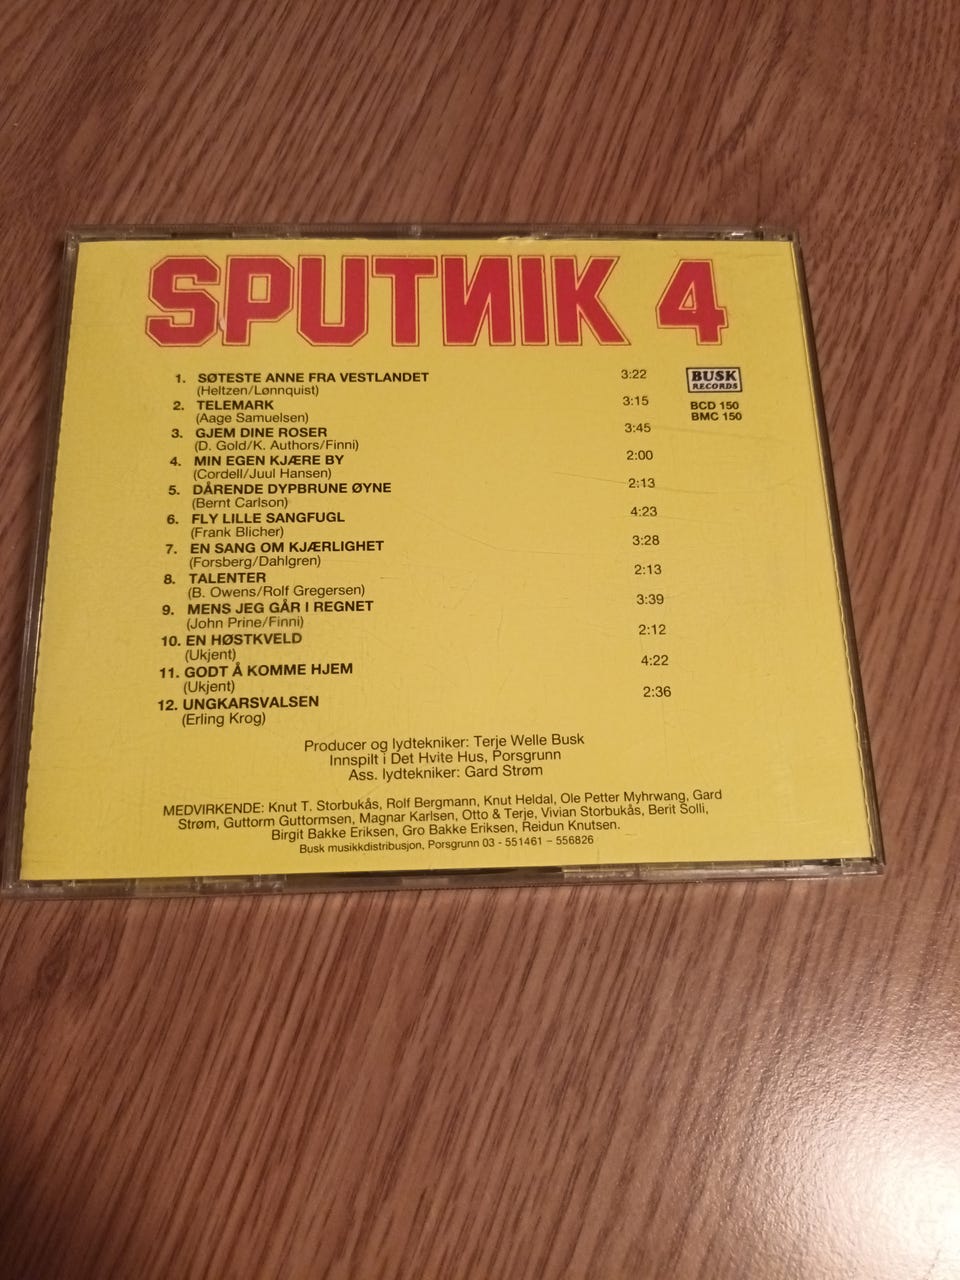 SPUTNIK 4
1. SØTESTE ANNE FRA VESTLANDET 3:22
(Heltzen/Lønnquist)
2. TELEMARK 3:15
(Aage Samuelsen)
3. GJEM DINE ROSER 3:45
(D. Gold/K. Authors/Finni)
4. MIN EGEN KJÆRE BY 2:00
(Cordell/Juul Hansen)
5. DÅRENDE DYPBRUNE ØYNE 2:13
(Bernt Carlson)
6. FLY LILLE SANGFUGL 4:23
(Frank Blicher)
7. EN SANG OM KJÆRLIGHET 3:28
(Forsberg/Dahlgren)
8. TALENTER 2:13
(B. Owens/Rolf Gregersen)
9. MENS JEG GÅR I REGNET 3:39
(John Prine/Finni)
10. EN HØSTKVELD 2:12
(Ukjent)
11. GODT Å KOMME HJEM 4:22
(Ukjent)
12. UNGKARSVALSEN 2:36
(Erling Krog)
BUSK
RECORDS
BCD 150
BMC 150
Producer og lydtekniker: Terje Welle Busk
Innspilt i Det Hvite Hus, Porsgrunn
Ass. lydtekniker: Gard Strøm
MEDVIRKENDE: Knut T. Storbukås, Rolf Bergmann, Knut Heldal, Ole Petter Myhrwang, Gard
Strøm, Guttorm Guttormsen, Magnar Karlsen, Otto & Terje, Vivian Storbukås, Berit Solli,
Birgit Bakke Eriksen, Gro Bakke Eriksen, Reidun Knutsen.
Busk musikkdistribusjon, Porsgrunn 03 - 551461 – 556826